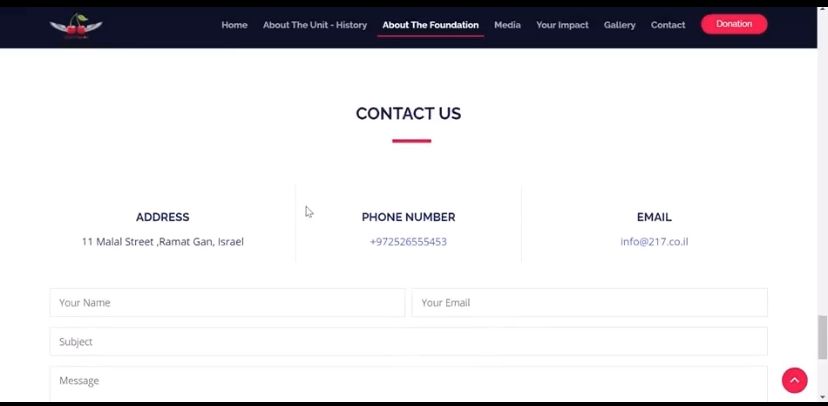 Home About The Unit - History About The Foundation Media Your Impact Gallery Contact Donation
CONTACT US
ADDRESS PHONE NUMBER EMAIL
11 Malal Street ,Ramat Gan, Israel +972526555453 info@217.co.il
Your Name Your Email
Subject
Message